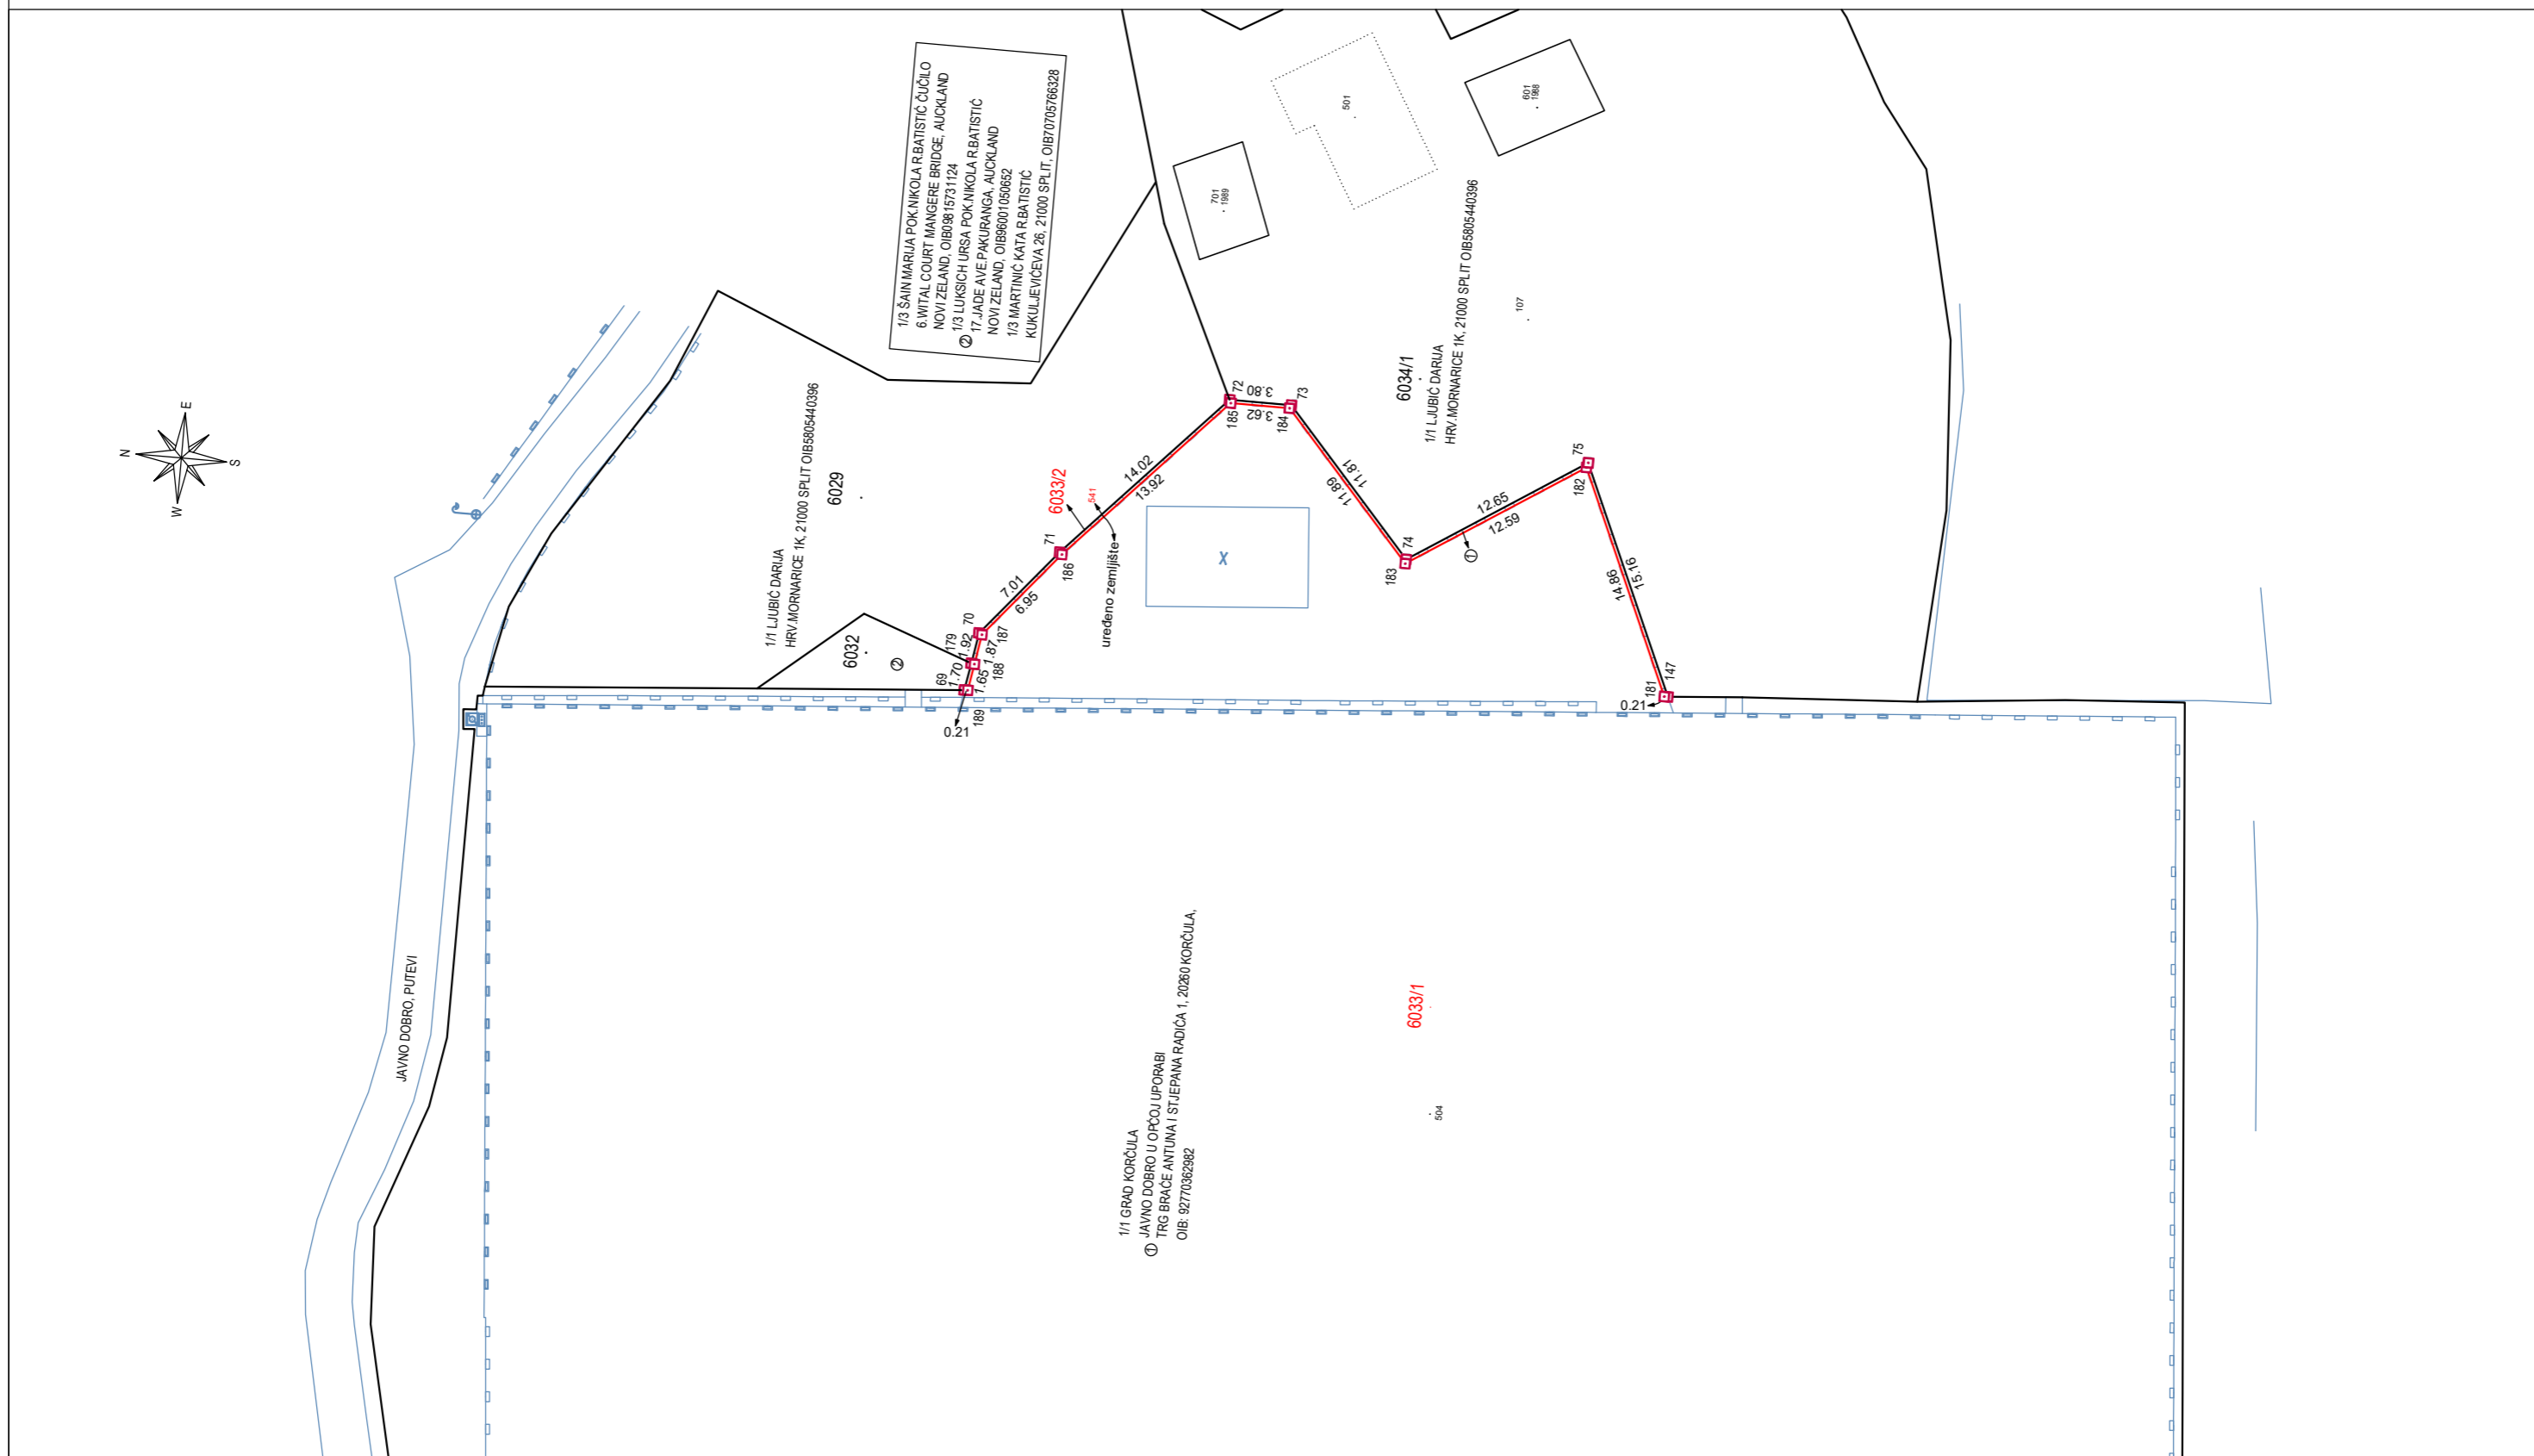 N
E
S
W
1/3 ŠAIN MARIJA POK.NIKOLA R.BATISTIĆ ČUČILO
6.WITAL COURT MANGERE BRIDGE, AUCKLAND
NOVI ZELAND, OIB09815731124
1/3 LUKSICH URSA POK.NIKOLA R.BATISTIĆ
② 17.JADE AVE.PAKURANGA, AUCKLAND
NOVI ZELAND, OIB96001050652
1/3 MARTINIĆ KATA R.BATISTIĆ
KUKULJEVIĆEVA 26, 21000 SPLIT, OIB70705766328
701
1989
501
601
1988
107
6034/1
1/1 LJUBIĆ DARIJA
HRV.MORNARICE 1K, 21000 SPLIT OIB5805440396
1/1 LJUBIĆ DARIJA
HRV.MORNARICE 1K, 21000 SPLIT OIB5805440396
6029
6032
②
6033/2
541
uređeno zemljište
X
69
179
70
71
72
73
74
75
147
181
182
183
184
185
186
187
188
189
1.70
1.65
1.92
1.87
7.01
6.95
14.02
13.92
3.80
3.62
11.81
11.89
12.65
12.59
①
14.86
15.16
0.21
0.21
JAVNO DOBRO, PUTEVI
1/1 GRAD KORČULA
JAVNO DOBRO U OPĆOJ UPORABI
① TRG BRAĆE ANTUNA I STJEPANA RADIĆA 1, 20260 KORČULA,
OIB: 92770362982
6033/1
504